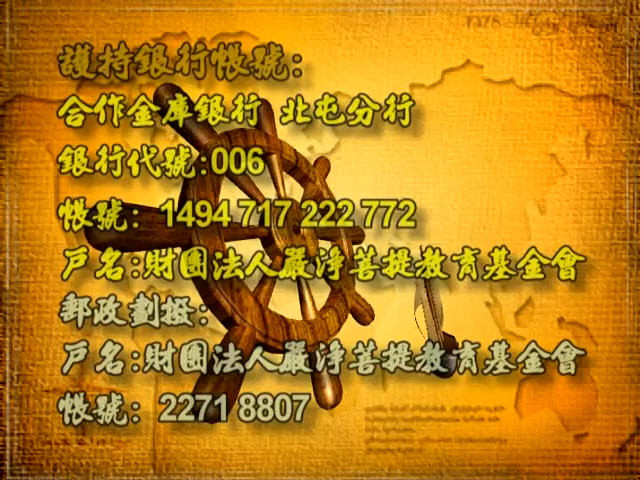 護持銀行帳號:
合作金庫銀行 北屯分行
銀行代號:006
帳號: 1494 717 222 772
戶名:財團法人嚴淨菩提教育基金會
郵政劃撥:
戶名:財團法人嚴淨菩提教育基金會
帳號: 2271 8807